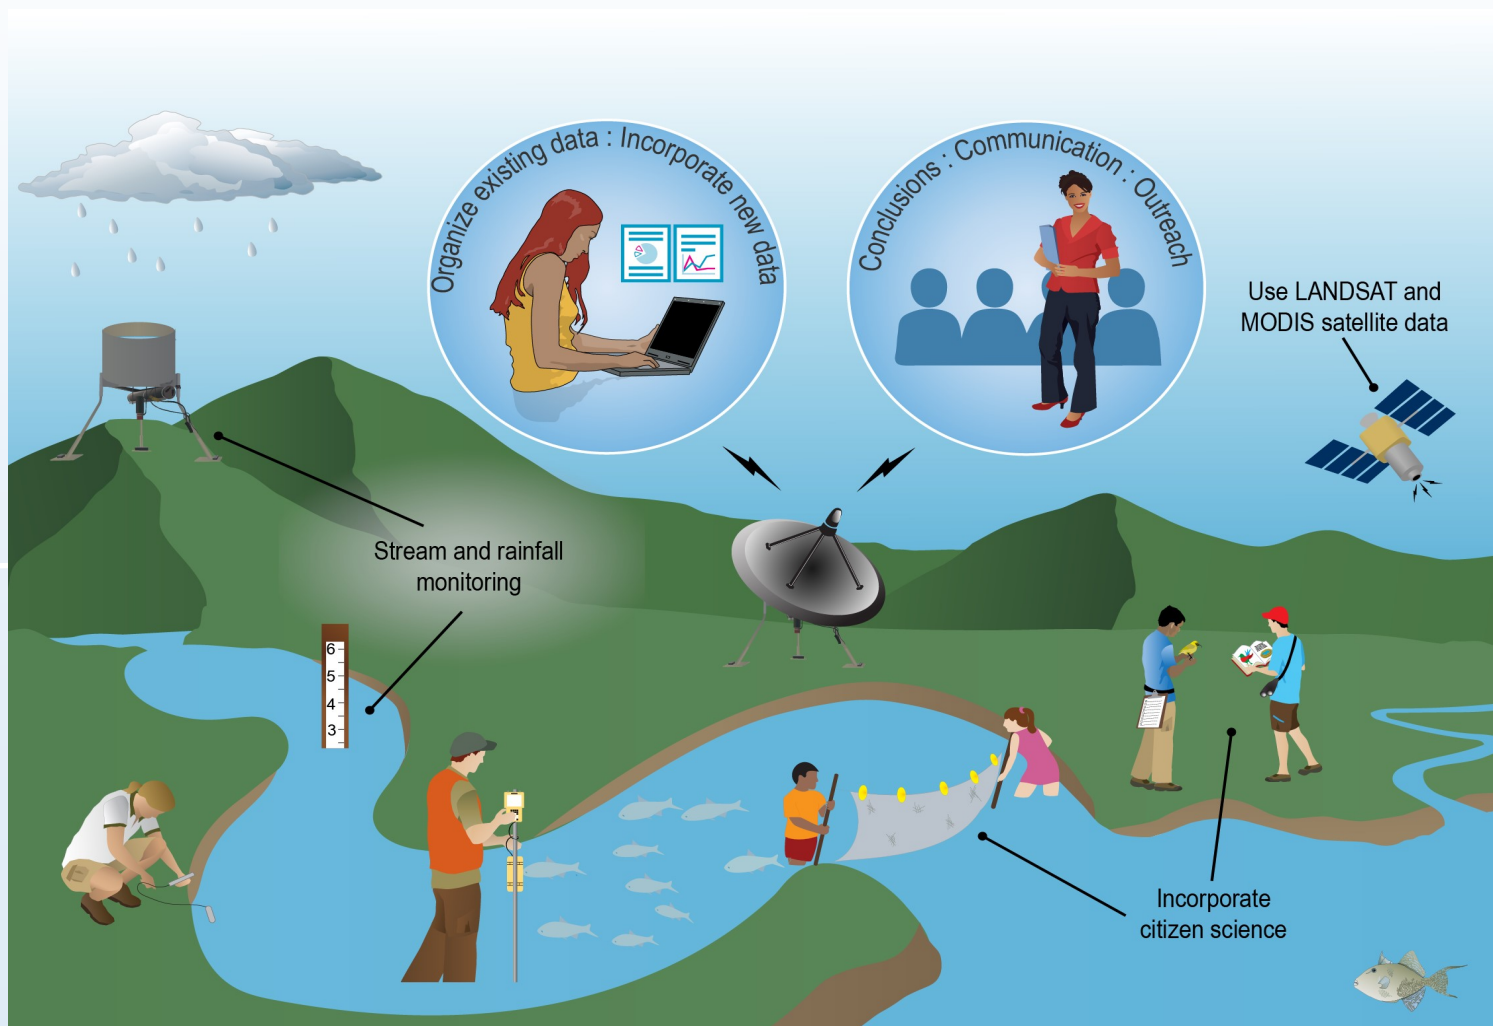 Organize existing data : Incorporate new data
Conclusions : Communication : Outreach
Use LANDSAT and
MODIS satellite data
Stream and rainfall
monitoring
6
5
4
3
Incorporate
citizen science